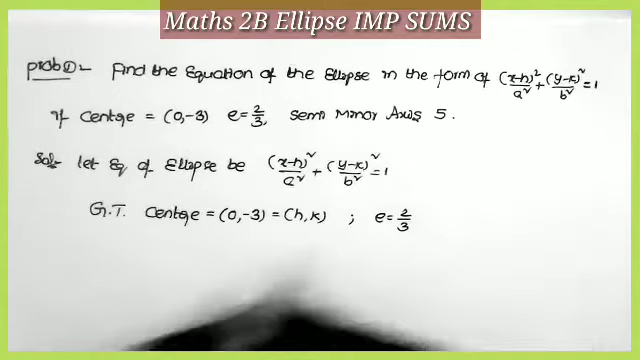 Maths 2B Ellipse IMP SUMS
prob①:- Find the Equation of the Ellipse in the form of (x-h)²/a² + (y-k)²/b² = 1
if centre = (0,-3) e = 2/3, semi minor Axis 5.
Sol:- let Eq of Ellipse be (x-h)²/a² + (y-k)²/b² = 1
G.T. centre = (0,-3) = (h,k) ; e = 2/3